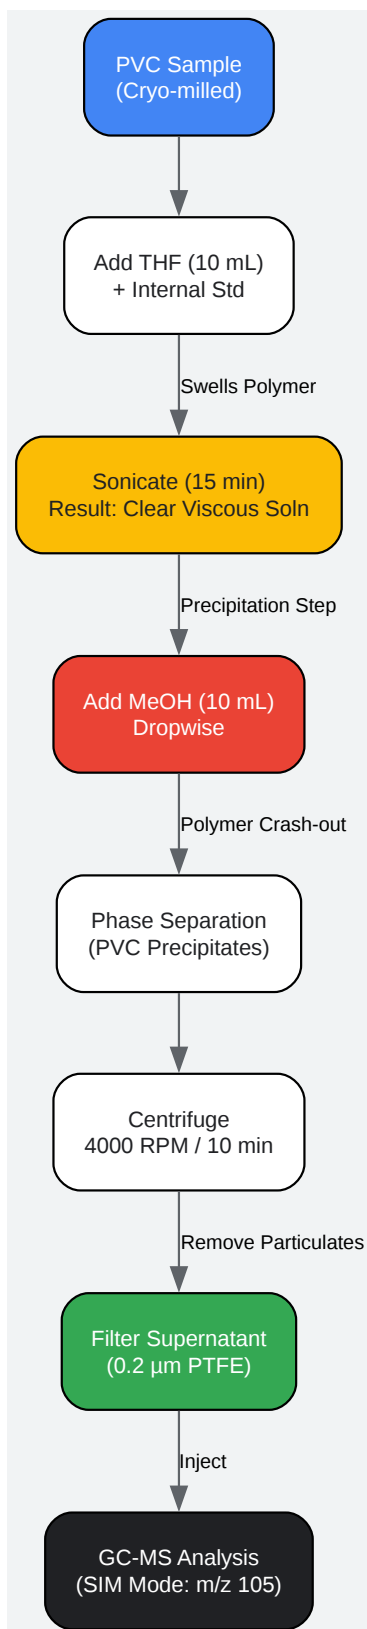 PVC Sample
(Cryo-milled)
Add THF (10 mL)
+ Internal Std
Swells Polymer
Sonicate (15 min)
Result: Clear Viscous Soln
Precipitation Step
Add MeOH (10 mL)
Dropwise
Polymer Crash-out
Phase Separation
(PVC Precipitates)
Centrifuge
4000 RPM / 10 min
Remove Particulates
Filter Supernatant
(0.2 µm PTFE)
Inject
GC-MS Analysis
(SIM Mode: m/z 105)